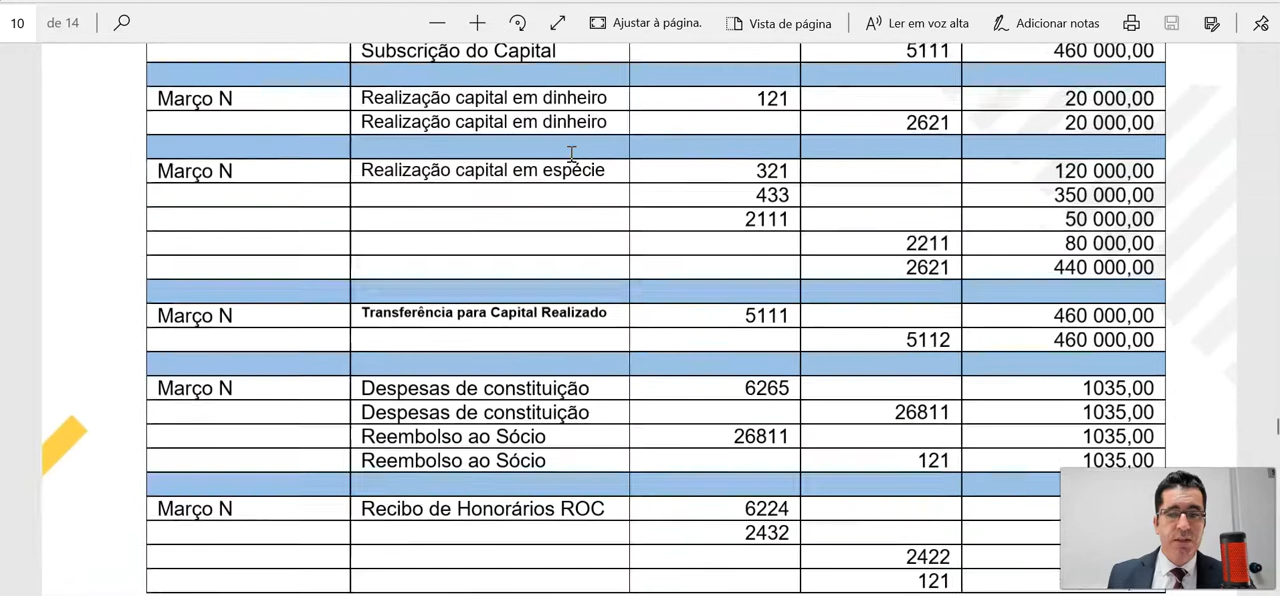 10 de 14 Ajustar à página. Vista de página Ler em voz alta Adicionar notas
Subscrição do Capital 5111 460 000,00
Março N Realização capital em dinheiro 121 20 000,00
Realização capital em dinheiro 2621 20 000,00
Março N Realização capital em espécie 321 120 000,00
433 350 000,00
2111 50 000,00
2211 80 000,00
2621 440 000,00
Março N Transferência para Capital Realizado 5111 460 000,00
5112 460 000,00
Março N Despesas de constituição 6265 1035,00
Despesas de constituição 26811 1035,00
Reembolso ao Sócio 26811 1035,00
Reembolso ao Sócio 121 1035,00
Março N Recibo de Honorários ROC 6224
2432
2422
121